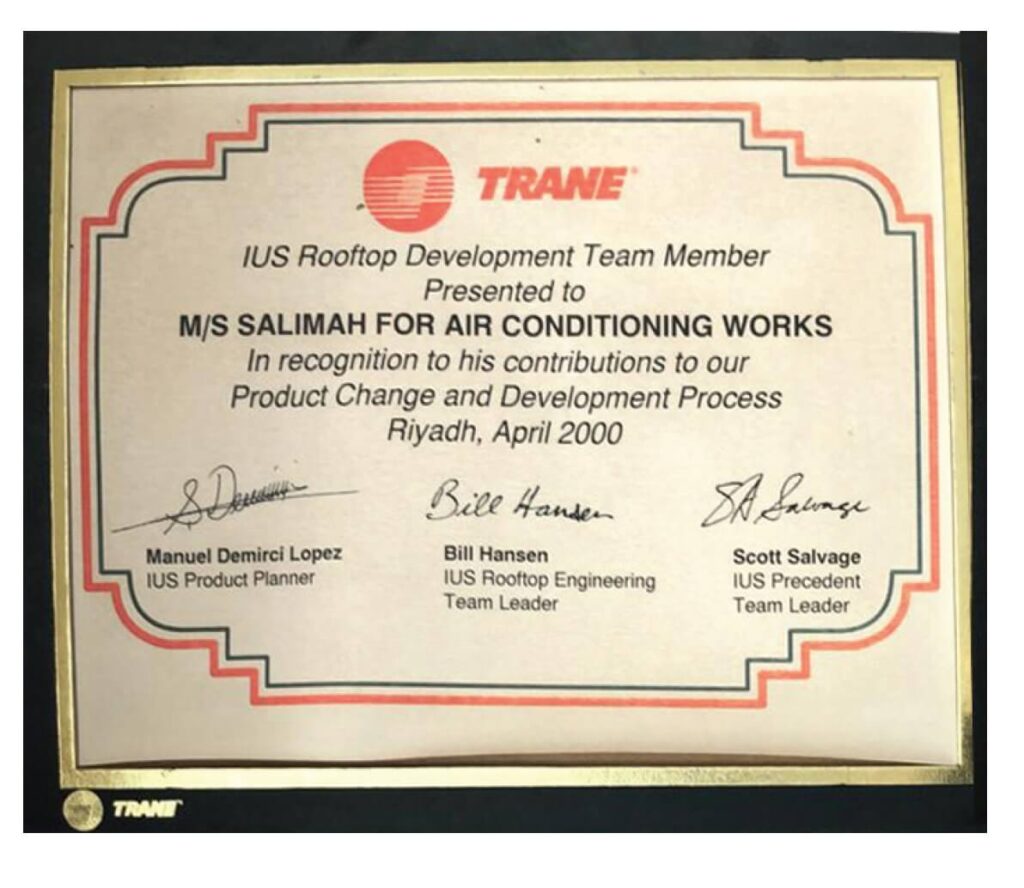 TRANE
IUS Rooftop Development Team Member
Presented to
M/S SALIMAH FOR AIR CONDITIONING WORKS
In recognition to his contributions to our
Product Change and Development Process
Riyadh, April 2000
Bill Hansen
SA Salvage
Manuel Demirci Lopez
IUS Product Planner
Bill Hansen
IUS Rooftop Engineering
Team Leader
Scott Salvage
IUS Precedent
Team Leader
TRANE